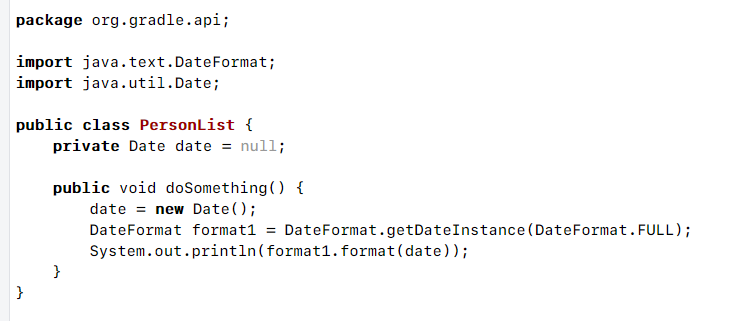 package org.gradle.api;

import java.text.DateFormat;
import java.util.Date;

public class PersonList {
    private Date date = null;

    public void doSomething() {
        date = new Date();
        DateFormat format1 = DateFormat.getDateInstance(DateFormat.FULL);
        System.out.println(format1.format(date));
    }
}